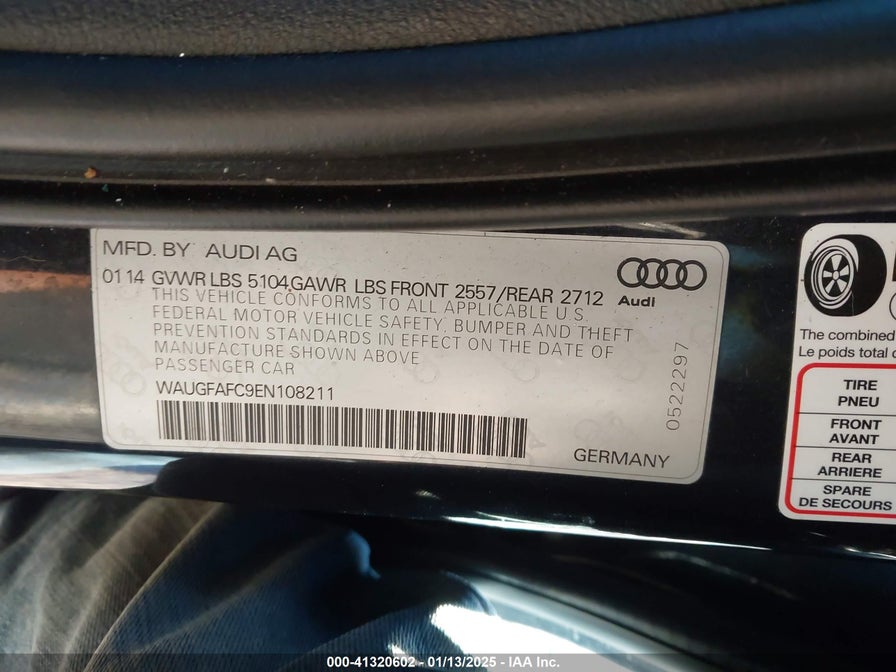 MFD. BY AUDI AG
01 14 GVWR LBS 5104,GAWR LBS FRONT 2557/REAR 2712
THIS VEHICLE CONFORMS TO ALL APPLICABLE U.S
FEDERAL MOTOR VEHICLE SAFETY, BUMPER AND THEFT
PREVENTION STANDARDS IN EFFECT ON THE DATE OF
MANUFACTURE SHOWN ABOVE
PASSENGER CAR
WAUGFAFC9EN108211
GERMANY
Audi
0522297
The combined
Le poids total
TIRE
PNEU
FRONT
AVANT
REAR
ARRIERE
SPARE
DE SECOURS
000-41320602 - 01/13/2025 - IAA Inc.